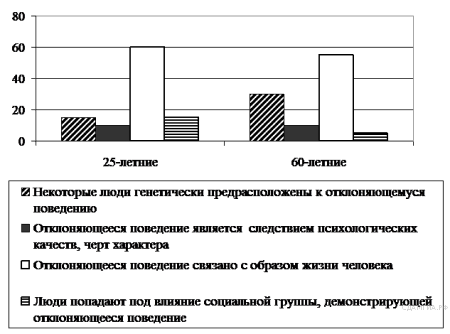 80
60
40
20
0
25-летние 60-летние
Некоторые люди генетически предрасположены к отклоняющемуся
поведению
Отклоняющееся поведение является следствием психологических
качеств, черт характера
Отклоняющееся поведение связано с образом жизни человека
Люди попадают под влияние социальной группы, демонстрирующей
отклоняющееся поведение
СДАМГИА.РФ